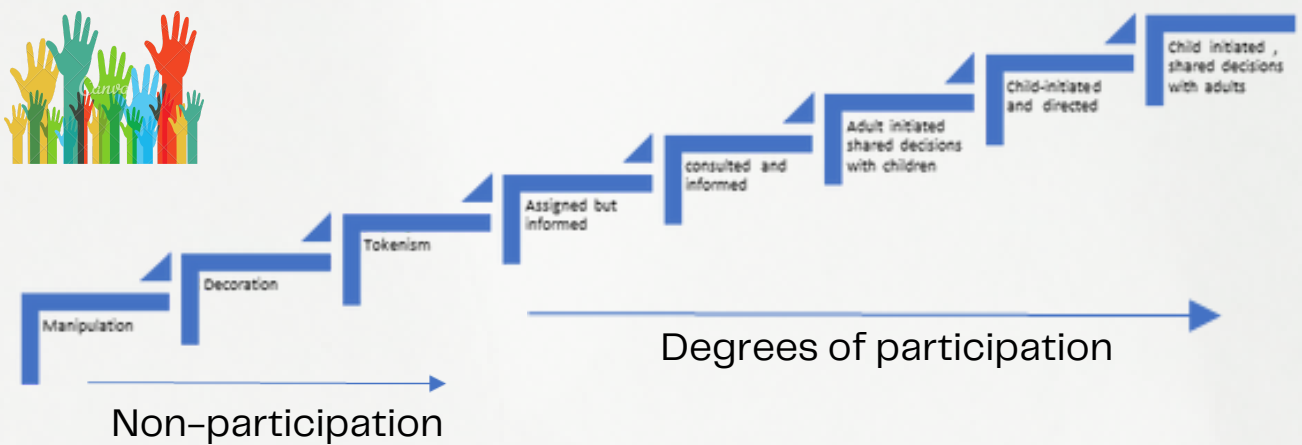 Canva
Manipulation
Decoration
Tokenism
Assigned but
informed
consulted and
informed
Adult initiated
shared decisions
with children
Child-initiated
and directed
Child initiated ,
shared decisions
with adults
Non-participation
Degrees of participation